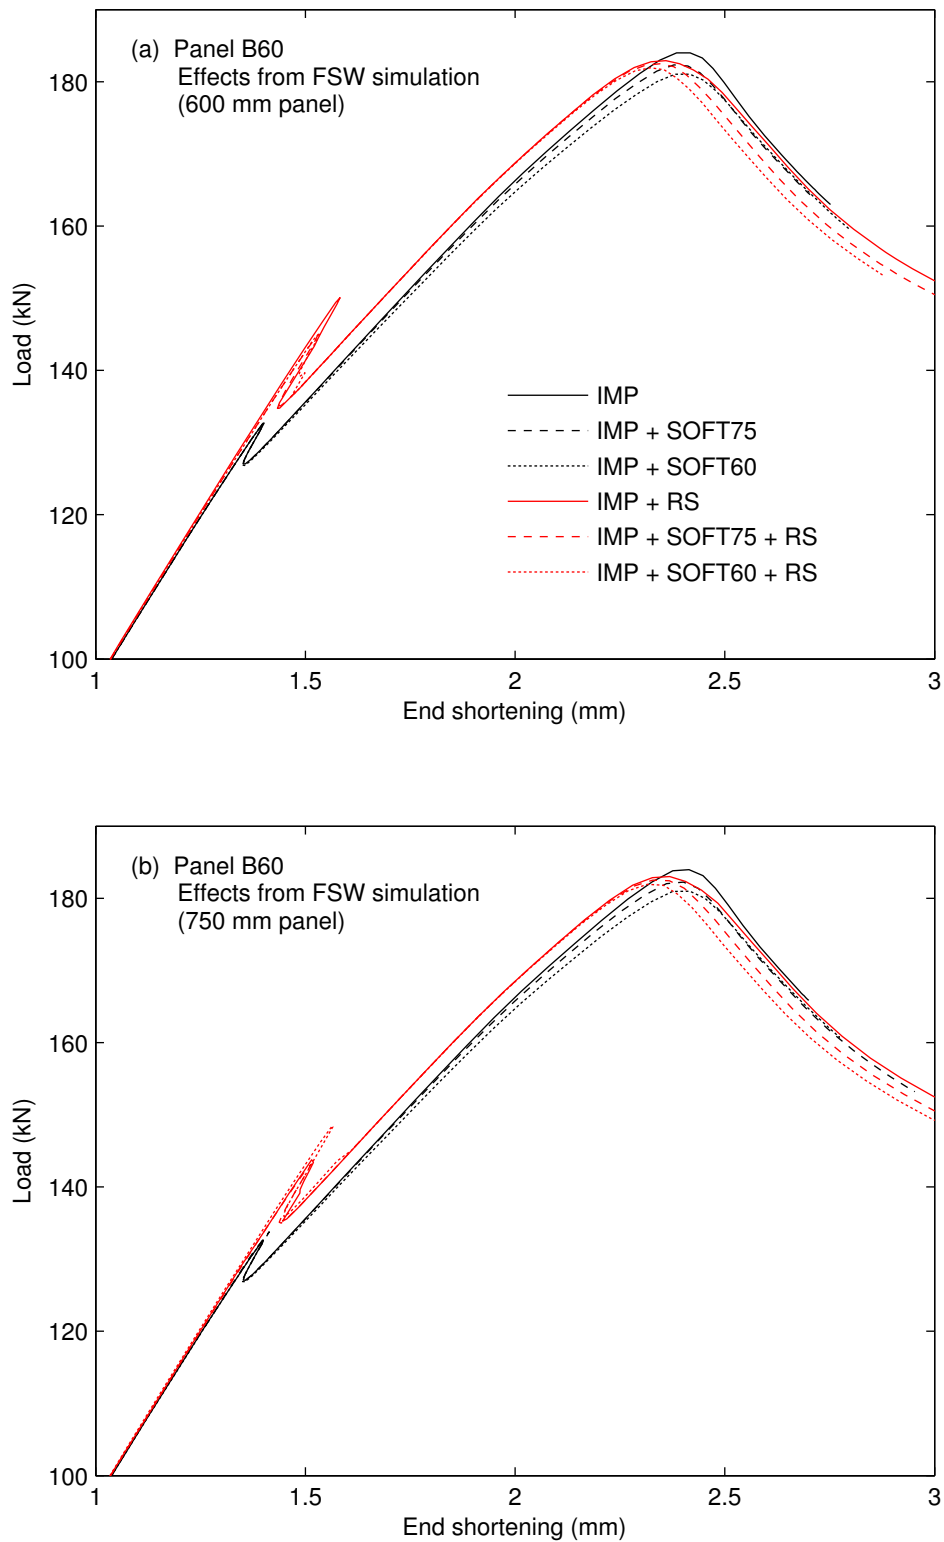 (a) Panel B60
Effects from FSW simulation
(600 mm panel)
180
160
140
120
100
Load (kN)
IMP
IMP + SOFT75
IMP + SOFT60
IMP + RS
IMP + SOFT75 + RS
IMP + SOFT60 + RS
1 1.5 2 2.5 3
End shortening (mm)
(b) Panel B60
Effects from FSW simulation
(750 mm panel)
180
160
140
120
100
Load (kN)
1 1.5 2 2.5 3
End shortening (mm)